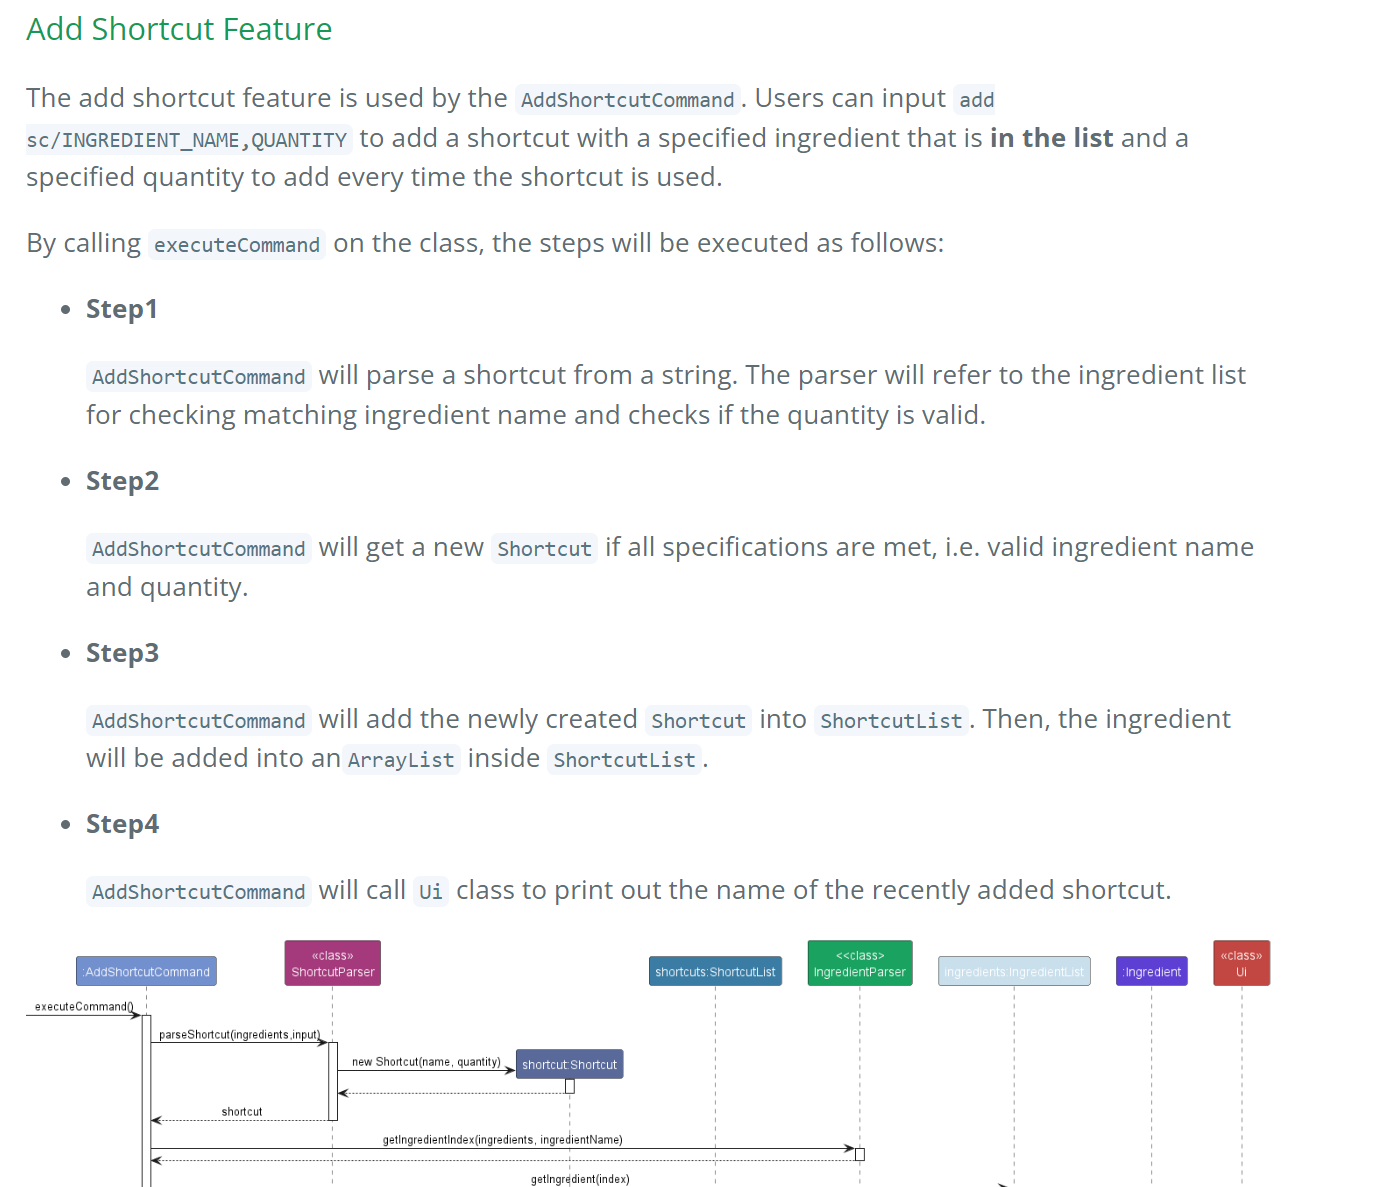 Add Shortcut Feature
The add shortcut feature is used by the AddShortcutCommand. Users can input add
sc/INGREDIENT_NAME,QUANTITY to add a shortcut with a specified ingredient that is in the list and a
specified quantity to add every time the shortcut is used.
By calling executeCommand on the class, the steps will be executed as follows:
• Step1
AddShortcutCommand will parse a shortcut from a string. The parser will refer to the ingredient list
for checking matching ingredient name and checks if the quantity is valid.
• Step2
AddShortcutCommand will get a new Shortcut if all specifications are met, i.e. valid ingredient name
and quantity.
• Step3
AddShortcutCommand will add the newly created Shortcut into ShortcutList. Then, the ingredient
will be added into an ArrayList inside ShortcutList.
• Step4
AddShortcutCommand will call Ui class to print out the name of the recently added shortcut.
:AddShortcutCommand
«class»
ShortcutParser
shortcuts:ShortcutList
<<class>
IngredientParser
ingredients:IngredientList
:Ingredient
«class»
Ui
executeCommand()
parseShortcut(ingredients,input)
new Shortcut(name, quantity)
shortcut:Shortcut
shortcut
getIngredientIndex(ingredients, ingredientName)
getIngredient(index)